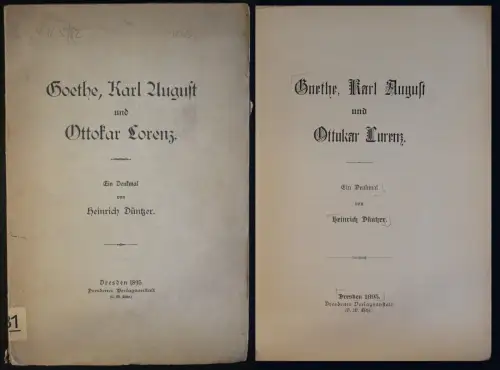 Goethe, Karl August
und
Ottokar Lorenz.
Ein Denkmal
von
Heinrich Düntzer.
Dresden 1895.
Dresdener Verlagsanstalt
31
Goethe, Karl August
und
Ottokar Lorenz.
Ein Denkmal
von
Heinrich Düntzer.
Dresden 1895.
Dresdener Verlagsanstalt